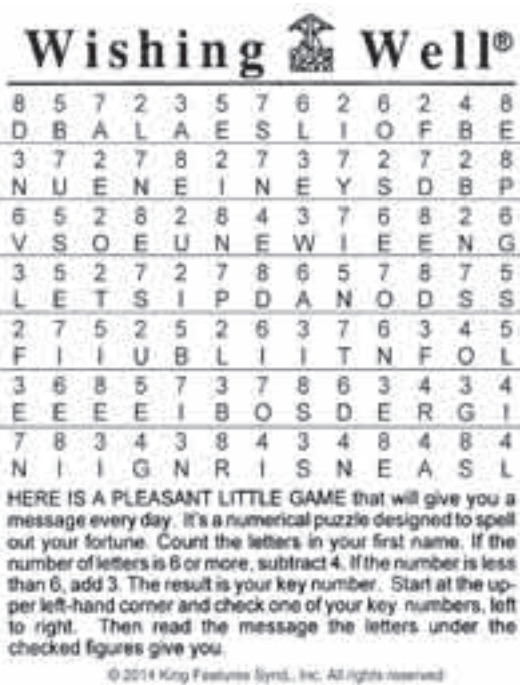 Wishing Well®
8 5 7 2 3 5 7 6 2 6 2 4 8
D B A L A E S L I O F B E
3 7 2 7 8 2 7 3 7 2 7 2 8
N U E N E I N E Y S D B P
6 5 2 8 2 8 4 3 7 6 8 2 6
V S O E U N E W I E E N G
3 5 2 7 2 7 8 6 5 7 8 7 5
L E T S I P D A N O D S S
2 7 5 2 5 2 6 3 7 6 3 4 5
F I I U B L I I T N F O L
3 6 8 5 7 3 7 8 6 3 4 3 4
E E E E I B O S D E R G I
7 8 3 4 3 8 4 3 4 8 4 8 4
N I I G N R I S N E A S L
HERE IS A PLEASANT LITTLE GAME that will give you a
message every day. It's a numerical puzzle designed to spell
out your fortune. Count the letters in your first name. If the
number of letters is 6 or more, subtract 4. If the number is less
than 6, add 3. The result is your key number. Start at the up-
per left-hand corner and check one of your key numbers, left
to right. Then read the message the letters under the
checked figures give you.
© 2014 King Features Synd., Inc. All rights reserved